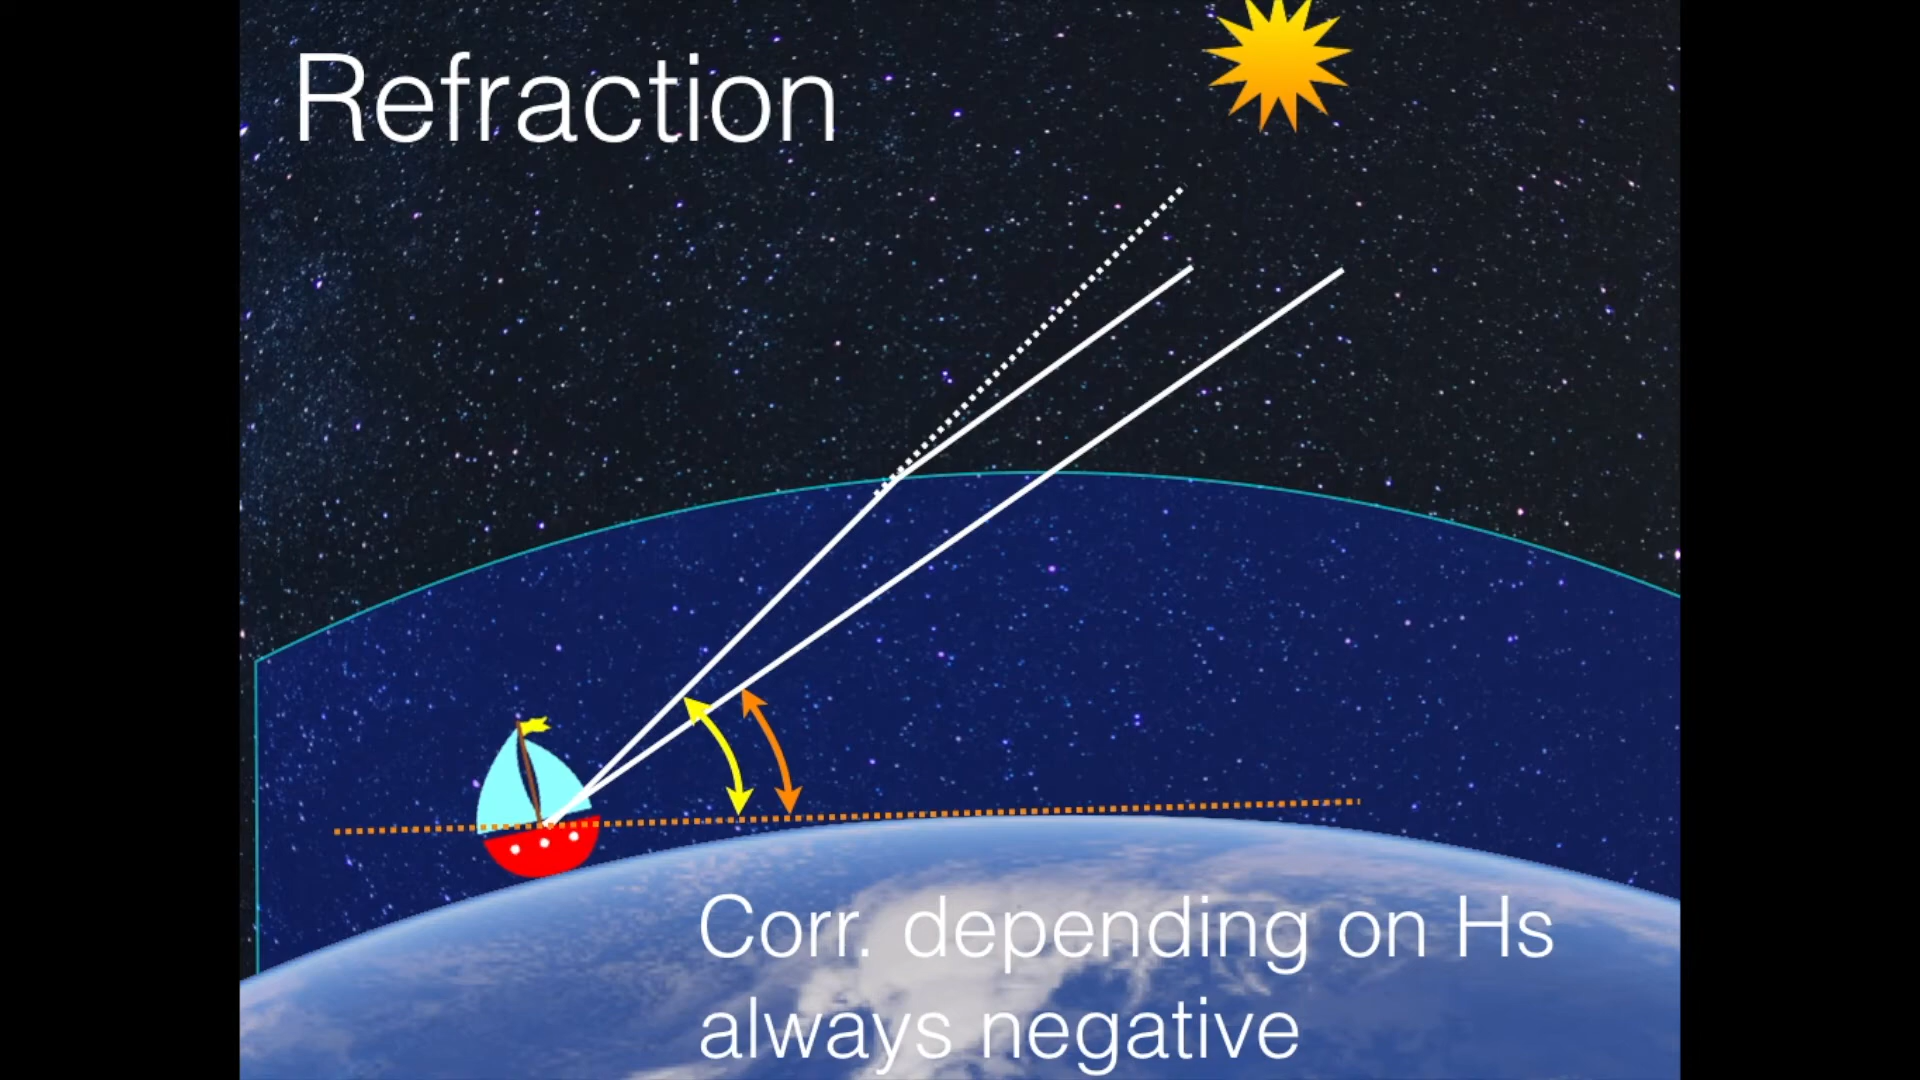 Refraction
Corr. depending on Hs
always negative